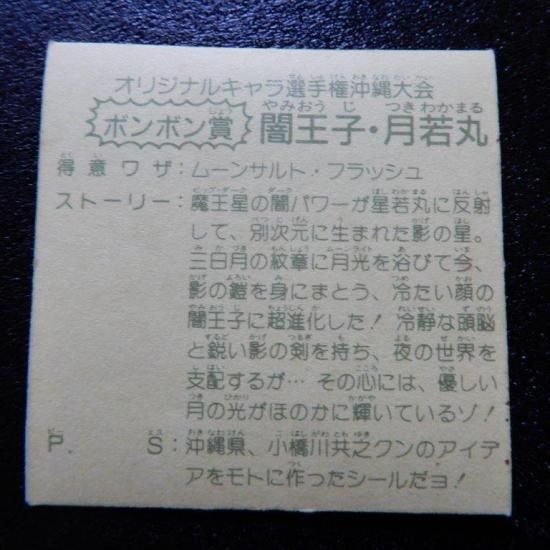 オリジナルキャラ選手権沖縄大会
ボンボン賞 闇王子・月若丸
得意ワザ：ムーンサルト・フラッシュ
ストーリー：魔王星の闇パワーが星若丸に反射
して、別次元に生まれた影の星。
三日月の紋章に月光を浴びて今、
影の鎧を身にまとう、冷たい顔の
闇王子に超進化した！ 冷静な頭脳
と鋭い影の剣を持ち、夜の世界を
支配するが… その心には、優しい
月の光がほのかに輝いているゾ！
P. S：沖縄県、小橋川共之クンのアイデ
アをモトに作ったシールだヨ！